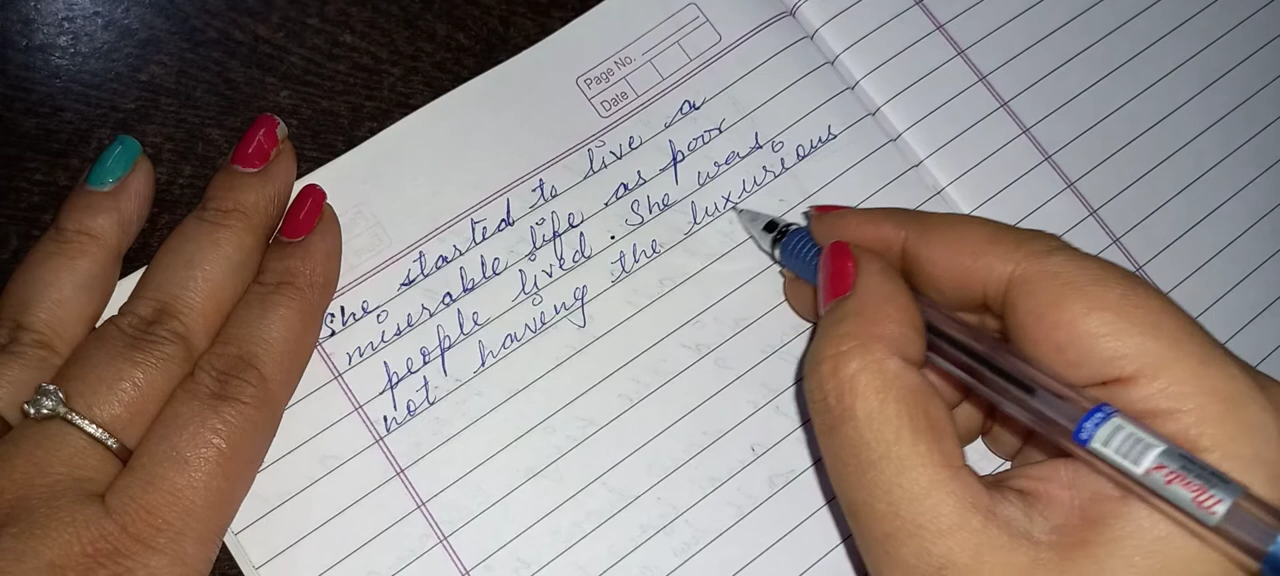 Page No.
Date
She started to live a
miserable life as poor
people lived. She was
not having the luxurious